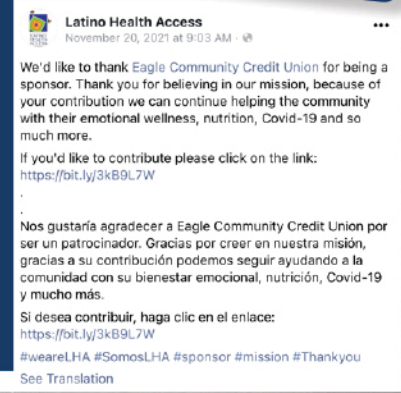 Latino Health Access
November 20, 2021 at 9:03 AM ·
We'd like to thank Eagle Community Credit Union for being a
sponsor. Thank you for believing in our mission, because of
your contribution we can continue helping the community
with their emotional wellness, nutrition, Covid-19 and so
much more.
If you'd like to contribute please click on the link:
https://bit.ly/3kB9L7W
.
.
Nos gustaría agradecer a Eagle Community Credit Union por
ser un patrocinador. Gracias por creer en nuestra misión,
gracias a su contribución podemos seguir ayudando a la
comunidad con su bienestar emocional, nutrición, Covid-19
y mucho más.
Si desea contribuir, haga clic en el enlace:
https://bit.ly/3kB9L7W
#weareLHA #SomosLHA #sponsor #mission #Thankyou
See Translation